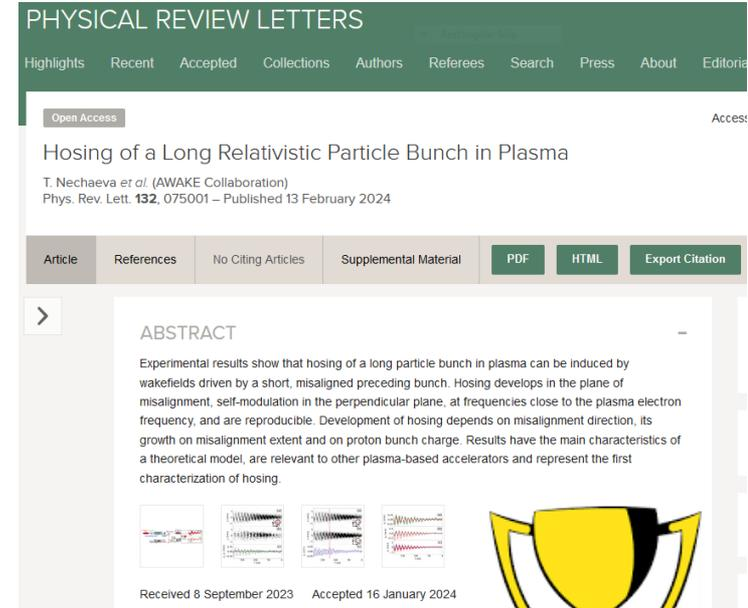 PHYSICAL REVIEW LETTERS
Highlights Recent Accepted Collections Authors Referees Search Press About Editoria
Open Access
Access
Hosing of a Long Relativistic Particle Bunch in Plasma
T. Nechaeva et al. (AWAKE Collaboration)
Phys. Rev. Lett. 132, 075001 – Published 13 February 2024
Article References No Citing Articles Supplemental Material PDF HTML Export Citation
ABSTRACT
Experimental results show that hosing of a long particle bunch in plasma can be induced by
wakefields driven by a short, misaligned preceding bunch. Hosing develops in the plane of
misalignment, self-modulation in the perpendicular plane, at frequencies close to the plasma electron
frequency, and are reproducible. Development of hosing depends on misalignment direction, its
growth on misalignment extent and on proton bunch charge. Results have the main characteristics of
a theoretical model, are relevant to other plasma-based accelerators and represent the first
characterization of hosing.
Received 8 September 2023 Accepted 16 January 2024